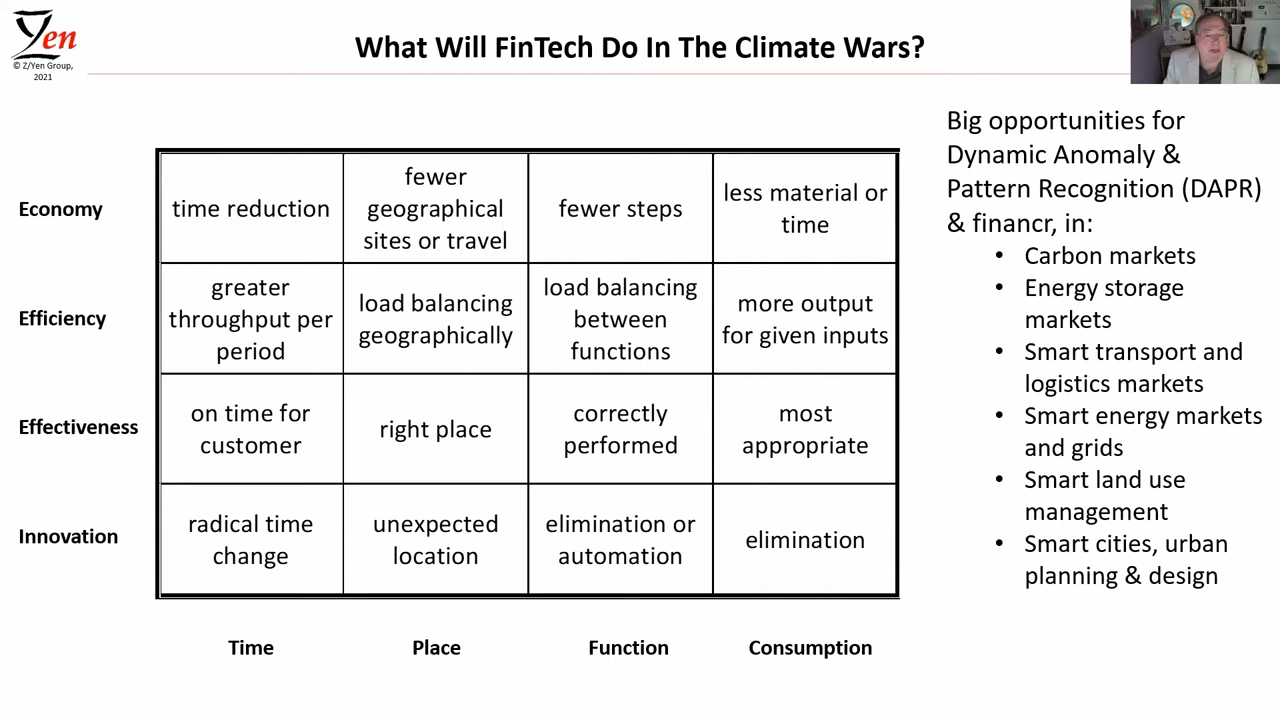 Zen
© Z/Yen Group,
2021
What Will FinTech Do In The Climate Wars?
Economy
time reduction
fewer
geographical
sites or travel
fewer steps
less material or
time
Efficiency
greater
throughput per
period
load balancing
geographically
load balancing
between
functions
more output
for given inputs
Effectiveness
on time for
customer
right place
correctly
performed
most
appropriate
Innovation
radical time
change
unexpected
location
elimination or
automation
elimination
Time
Place
Function
Consumption
Big opportunities for
Dynamic Anomaly &
Pattern Recognition (DAPR)
& financr, in:
• Carbon markets
• Energy storage
markets
• Smart transport and
logistics markets
• Smart energy markets
and grids
• Smart land use
management
• Smart cities, urban
planning & design